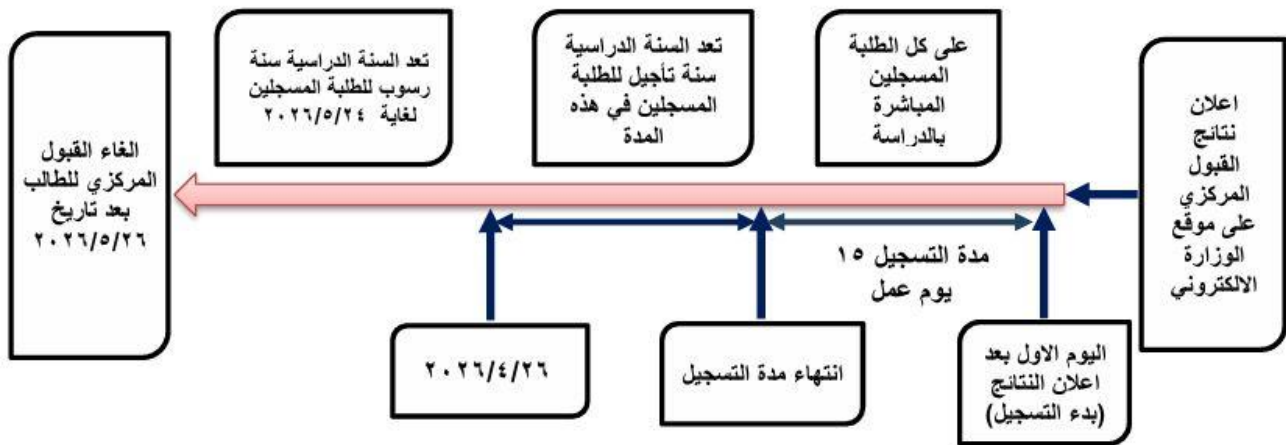 اعلان
نتائج
القبول
المركزي
على موقع
الوزارة
الالكتروني
على كل الطلبة
المسجلين
المباشرة
بالدراسة
تعد السنة الدراسية
سنة تأجيل للطلبة
المسجلين في هذه
المدة
تعد السنة الدراسية سنة
رسوب للطلبة المسجلين
لغاية ٢٠٢٦/٥/٢٤
الغاء القبول
المركزي للطالب
بعد تاريخ
٢٠٢٦/٥/٢٦
مدة التسجيل ١٥
يوم عمل
اليوم الاول بعد
اعلان النتائج
(بدء التسجيل)
انتهاء مدة التسجيل
٢٠٢٦/٤/٢٦